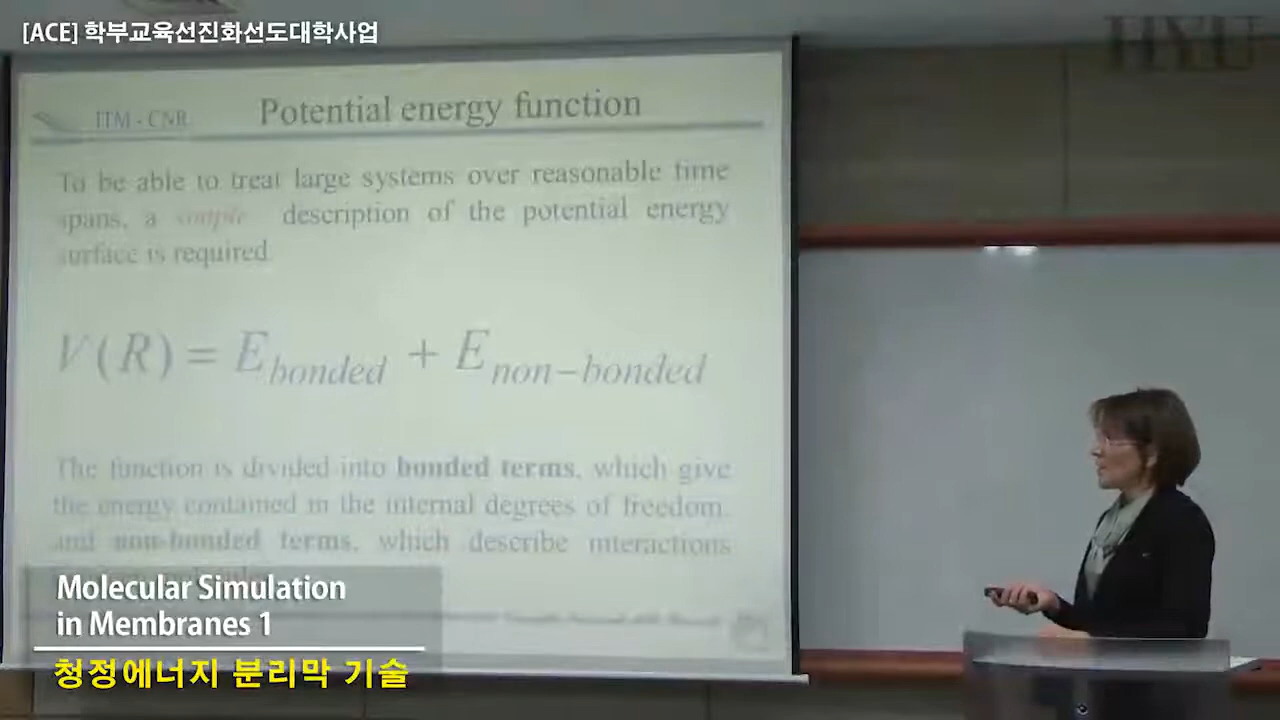 [ACE] 학부교육선진화선도대학사업
HYU
ITM - CNR
Potential energy function
To be able to treat large systems over reasonable time
spans, a simple description of the potential energy
surface is required
V(R) = E bonded + E non-bonded
The function is divided into bonded terms, which give
the energy contained in the internal degrees of freedom,
and non-bonded terms, which describe interactions
Molecular Simulation
in Membranes 1
청정에너지 분리막 기술